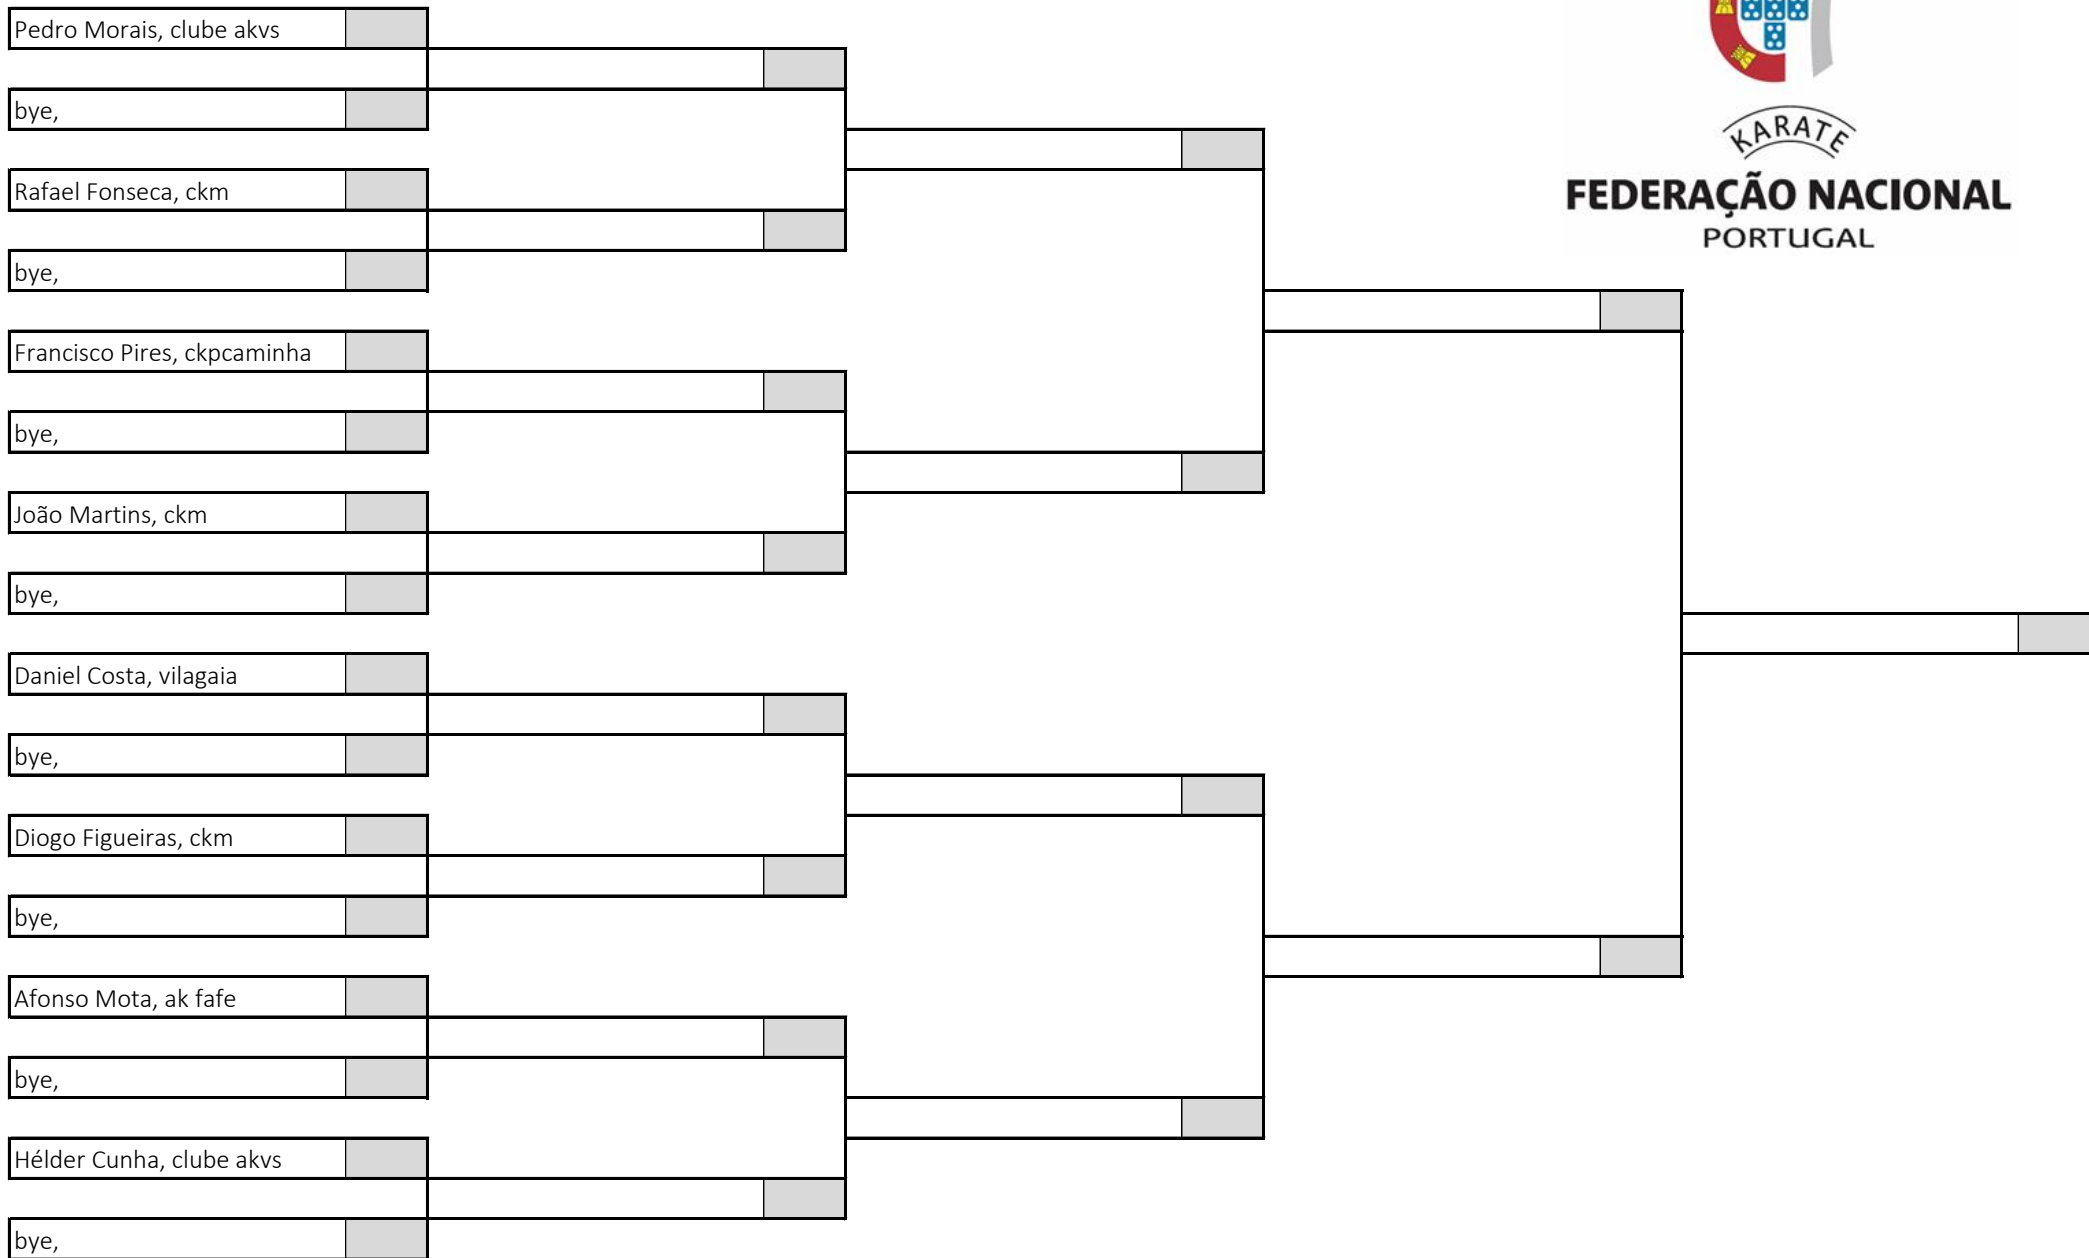 Pedro Morais, clube akvs
bye,
Rafael Fonseca, ckm
bye,
Francisco Pires, ckpcaminha
bye,
João Martins, ckm
bye,
Daniel Costa, vilagaia
bye,
Diogo Figueiras, ckm
bye,
Afonso Mota, ak fafe
bye,
Hélder Cunha, clube akvs
bye,
KARATE
FEDERAÇÃO NACIONAL
PORTUGAL